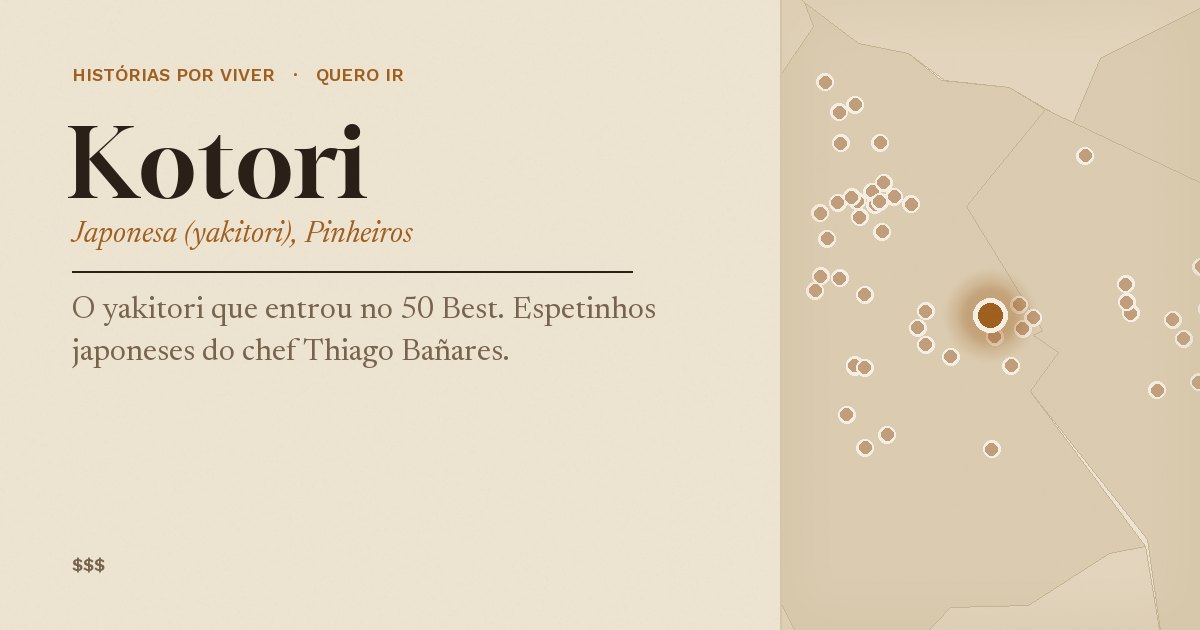 HISTÓRIAS POR VIVER · QUERO IR
Kotori
Japonesa (yakitori), Pinheiros
O yakitori que entrou no 50 Best. Espetinhos
japoneses do chef Thiago Bañares.
$$$